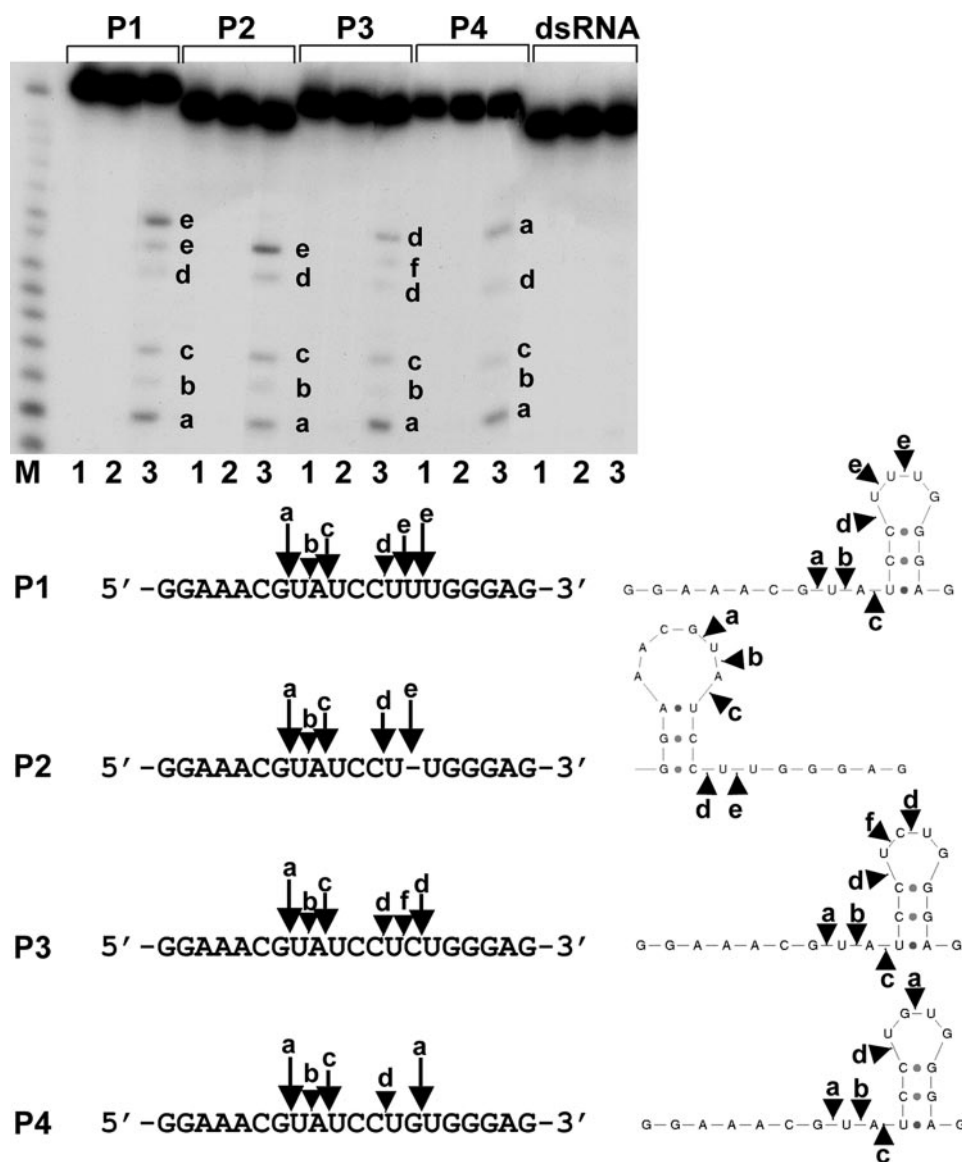 P1 P2 P3 P4 dsRNA
e
e
d
c
b
a
e
d
c
b
a
d
f
d
c
b
a
a
d
c
b
a
M 1 2 3 1 2 3 1 2 3 1 2 3 1 2 3
a b c d e e
P1 5′-GGAAACGUAUCCUUUGGGAG-3′
e e
U U U G
d C G
C G
a b
G G A A A C G U A U A G
c
a b c d e
P2 5′-GGAAACGUAUCCU-UGGGAG-3′
A C G a
A U b
A A c
G U
G C
G C U U G G G A G
d e
a b c d f d
P3 5′-GGAAACGUAUCCUCUGGGAG-3′
f d
U C U G
d C G
C G
a b
G G A A A C G U A U A G
c
a b c d a
P4 5′-GGAAACGUAUCCUGUGGGAG-3′
a
U G U G
d C G
C G
a b
G G A A A C G U A U A G
c